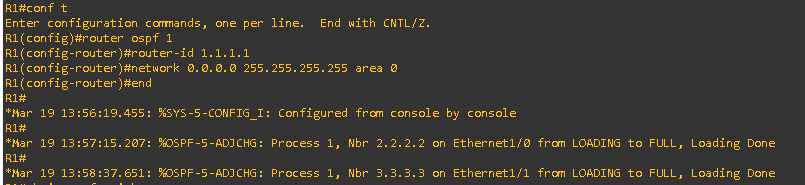 R1#conf t
Enter configuration commands, one per line.  End with CNTL/Z.
R1(config)#router ospf 1
R1(config-router)#router-id 1.1.1.1
R1(config-router)#network 0.0.0.0 255.255.255.255 area 0
R1(config-router)#end
R1#
*Mar 19 13:56:19.455: %SYS-5-CONFIG_I: Configured from console by console
R1#
*Mar 19 13:57:15.207: %OSPF-5-ADJCHG: Process 1, Nbr 2.2.2.2 on Ethernet1/0 from LOADING to FULL, Loading Done
R1#
*Mar 19 13:58:37.651: %OSPF-5-ADJCHG: Process 1, Nbr 3.3.3.3 on Ethernet1/1 from LOADING to FULL, Loading Done